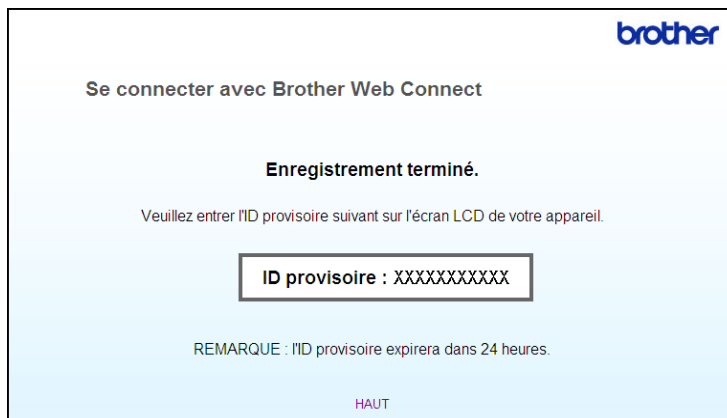 brother
Se connecter avec Brother Web Connect
Enregistrement terminé.
Veuillez entrer l'ID provisoire suivant sur l'écran LCD de votre appareil.
ID provisoire : XXXXXXXXXXX
REMARQUE : l'ID provisoire expirera dans 24 heures.
HAUT